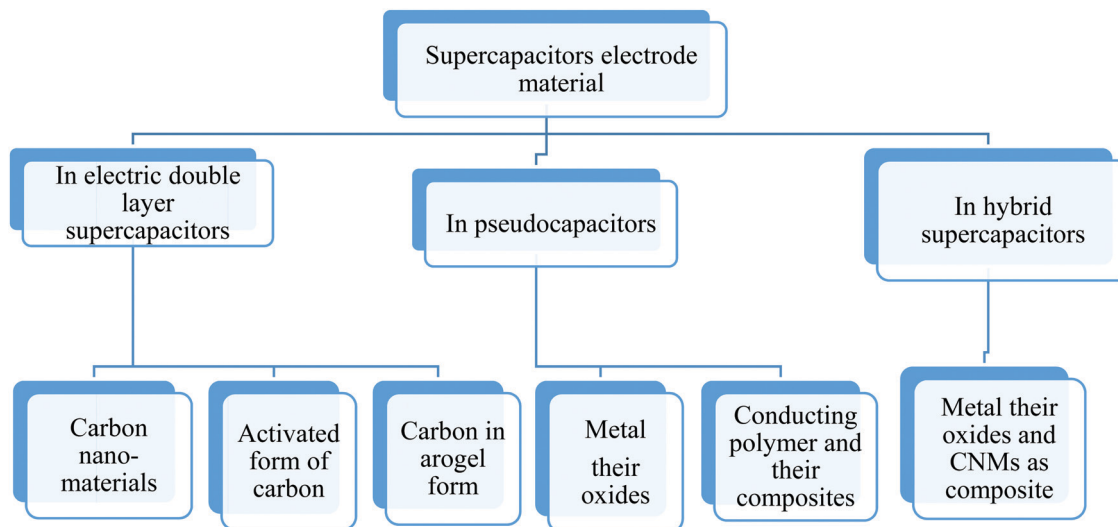 Supercapacitors electrode
material
In electric double
layer
supercapacitors
In pseudocapacitors
In hybrid
supercapacitors
Carbon
nano-
materials
Activated
form of
carbon
Carbon in
arogel
form
Metal
their
oxides
Conducting
polymer and
their
composites
Metal their
oxides and
CNMs as
composite